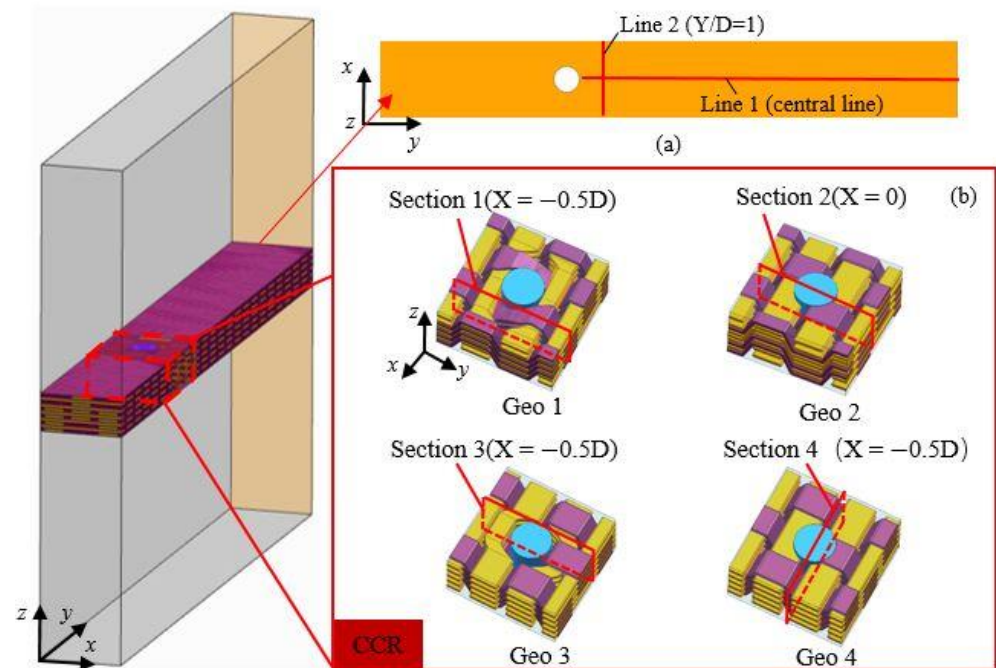 Line 2 (Y/D=1)
x
z
y
Line 1 (central line)
(a)
Section 1(X = −0.5D)
Section 2(X = 0)
(b)
z
x
y
Geo 1
Geo 2
Section 3(X = −0.5D)
Section 4 (X = −0.5D)
z
y
x
CCR
Geo 3
Geo 4